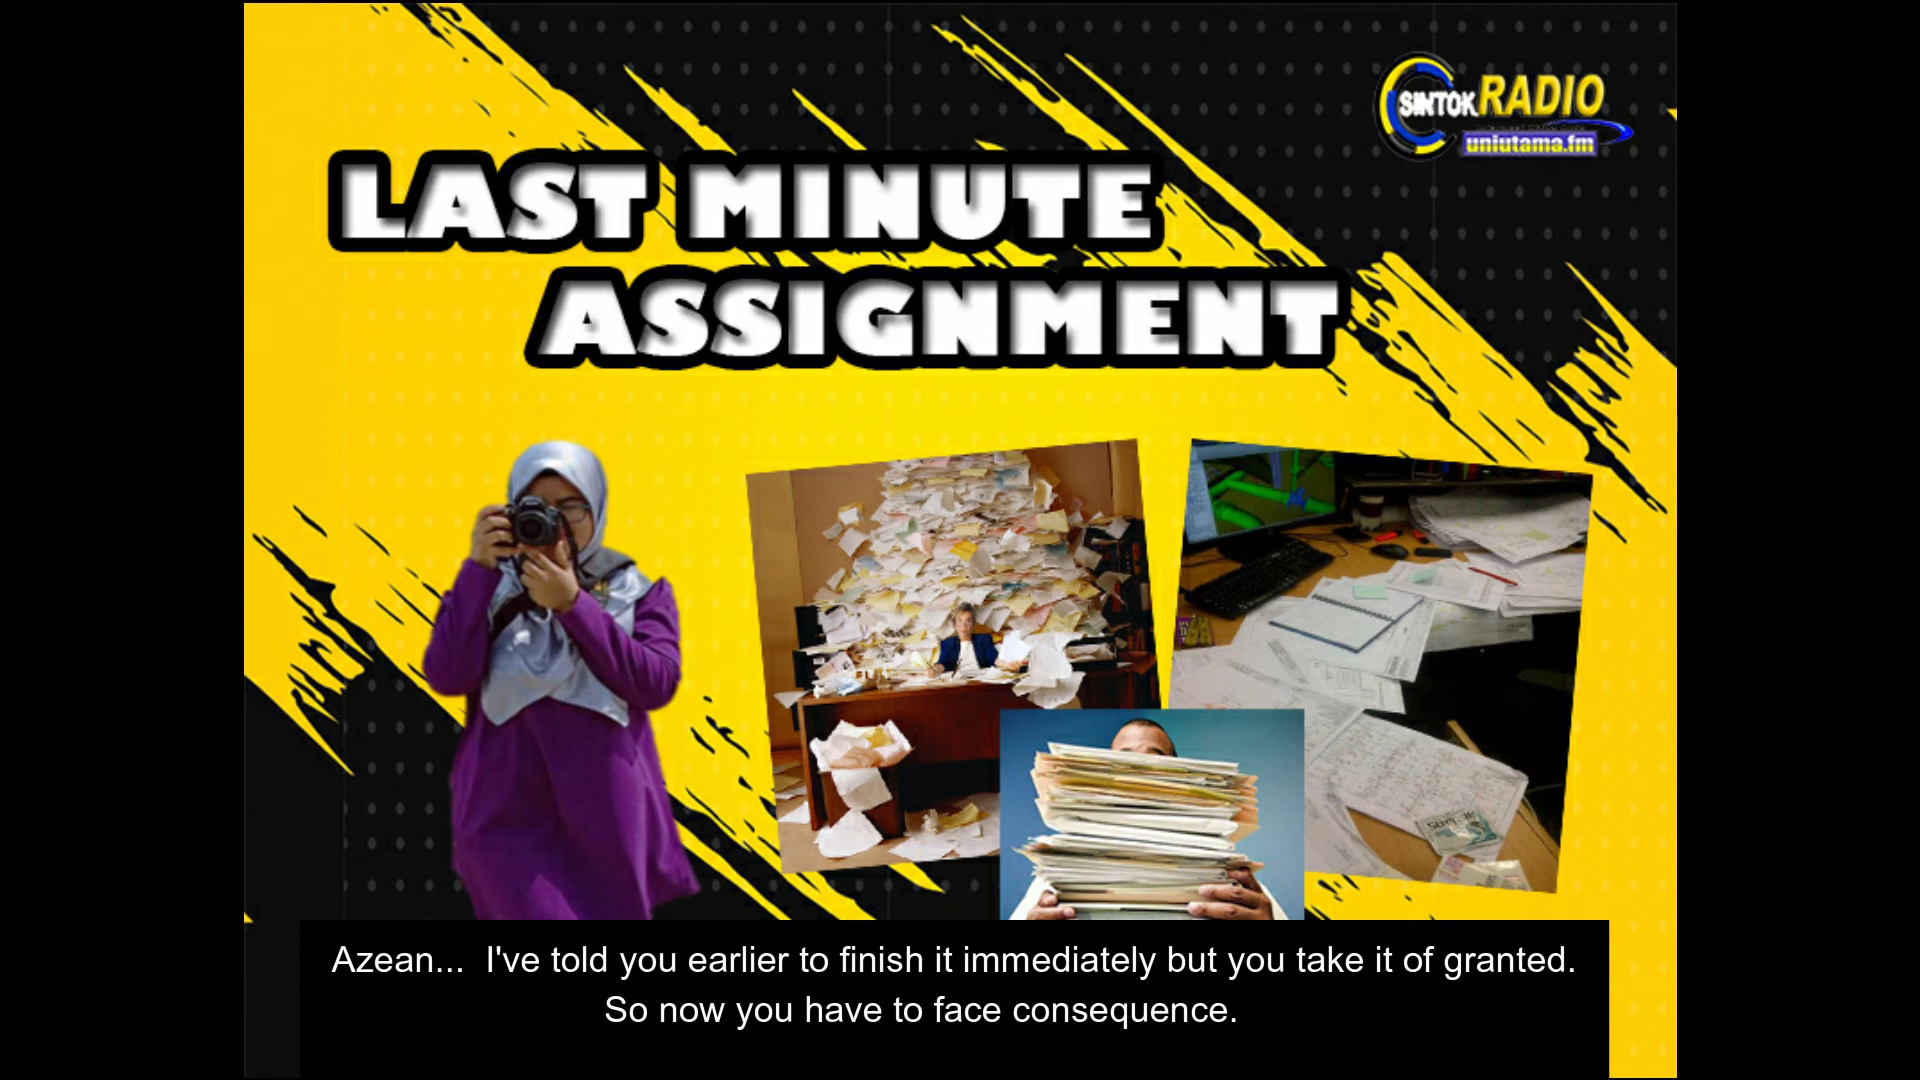 SINTOK RADIO
uniutama.fm
LAST MINUTE
ASSIGNMENT
Azean... I've told you earlier to finish it immediately but you take it of granted.
So now you have to face consequence.